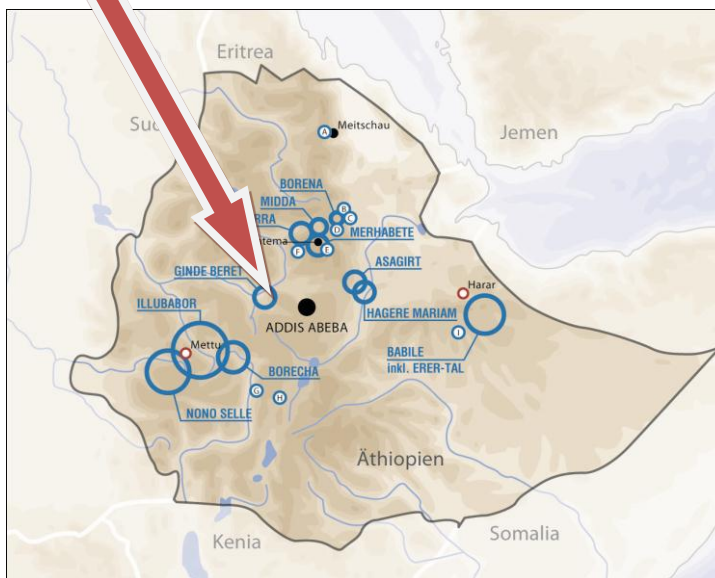 Eritrea
Jemen
A
Meitschau
BORENA
B
MIDDA
C
D
MERHABETE
F
E
ASAGIRT
GINDE BERET
Harar
ILLUBABOR
HAGERE MARIAM
ADDIS ABEBA
I
Mettu
BABILE
inkl. ERER-TAL
BORECHA
G
H
NONO SELLE
Äthiopien
Somalia
Kenia